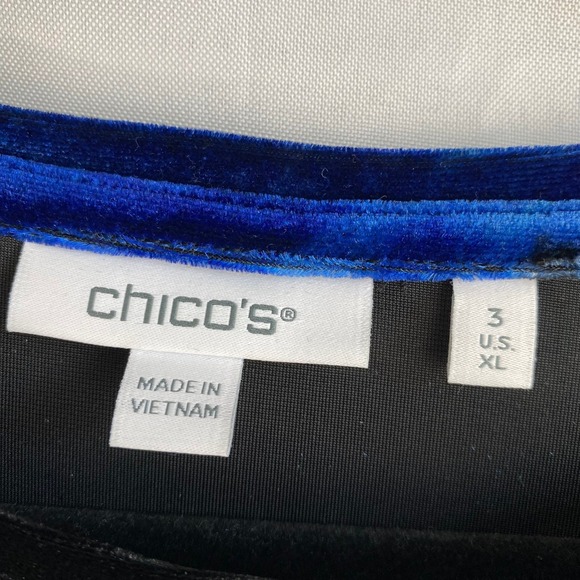 chico's®
MADE IN
VIETNAM
3
U.S.
XL